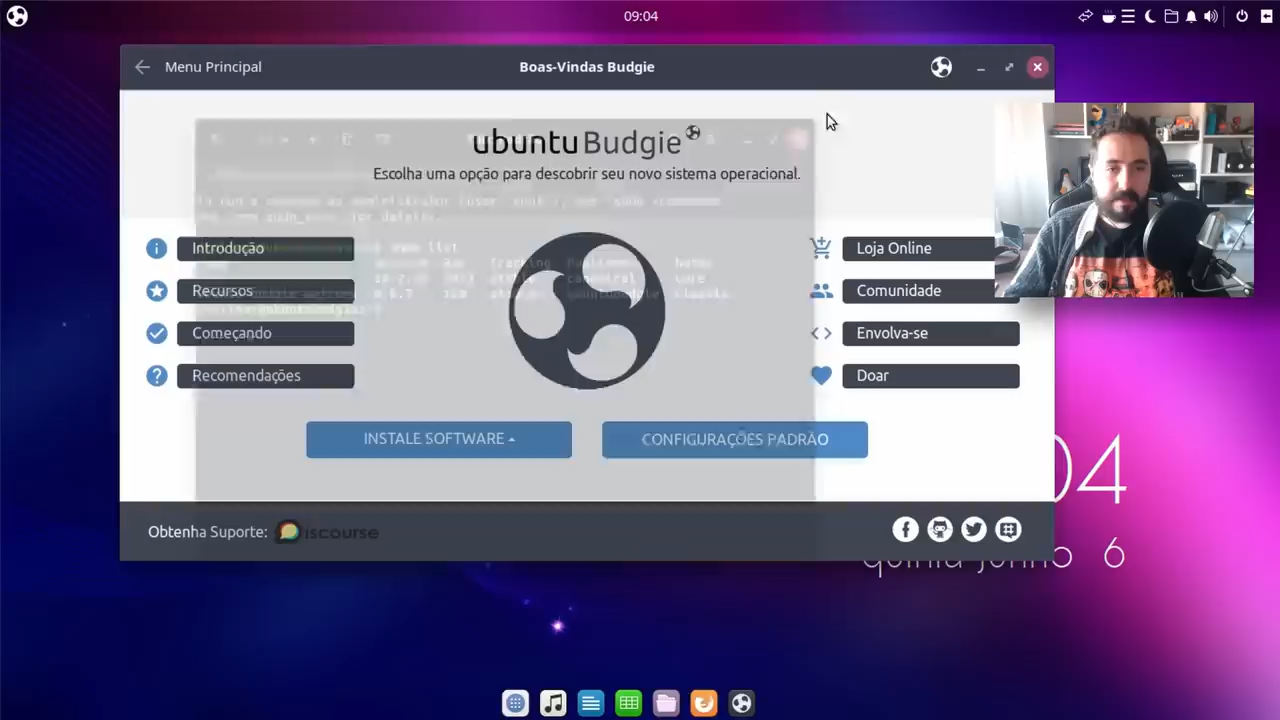 09:04
Menu Principal
Boas-Vindas Budgie
ubuntu Budgie
Escolha uma opção para descobrir seu novo sistema operacional.
Introdução
Recursos
Começando
Recomendações
Loja Online
Comunidade
Envolva-se
Doar
INSTALE SOFTWARE
CONFIGURAÇÕES PADRÃO
Obtenha Suporte:
iscourse
04
quinta junho 6